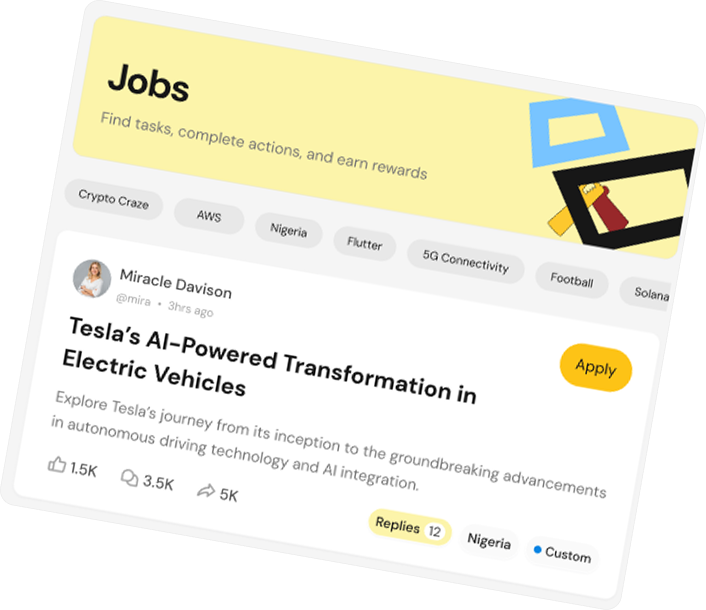 Jobs
Find tasks, complete actions, and earn rewards
Crypto Craze AWS Nigeria Flutter 5G Connectivity Football Solana
Miracle Davison
@mira • 3hrs ago
Tesla’s AI-Powered Transformation in
Electric Vehicles
Apply
Explore Tesla’s journey from its inception to the groundbreaking advancements
in autonomous driving technology and AI integration.
1.5K 3.5K 5K
Replies 12 Nigeria Custom